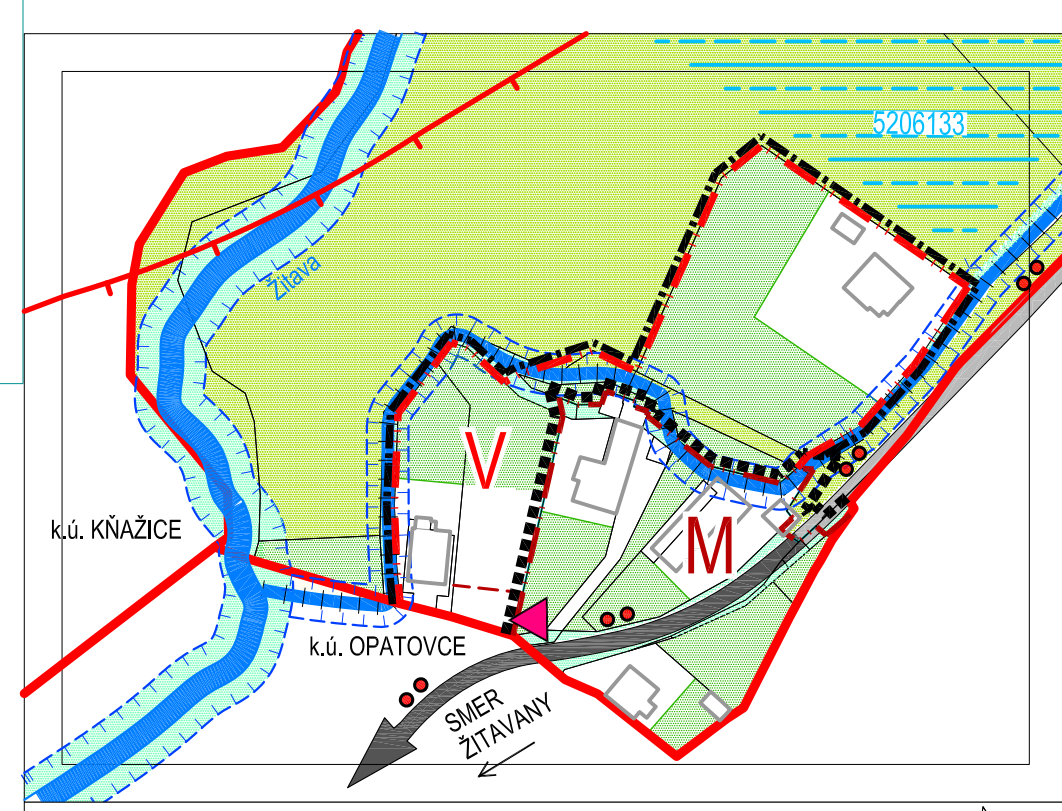 5206133
Žitava
V
k.ú. KŇAŽICE
M
k.ú. OPATOVCE
SMER
ŽITAVANY